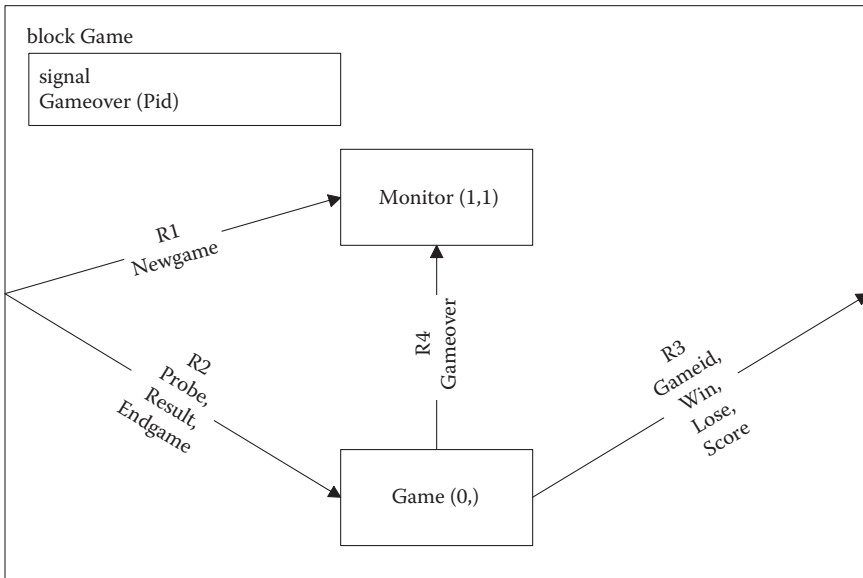 block Game
signal
Gameover (Pid)
Monitor (1,1)
R1
Newgame
R4
Gameover
R2
Probe,
Result,
Endgame
R3
Gameid,
Win,
Lose,
Score
Game (0,)